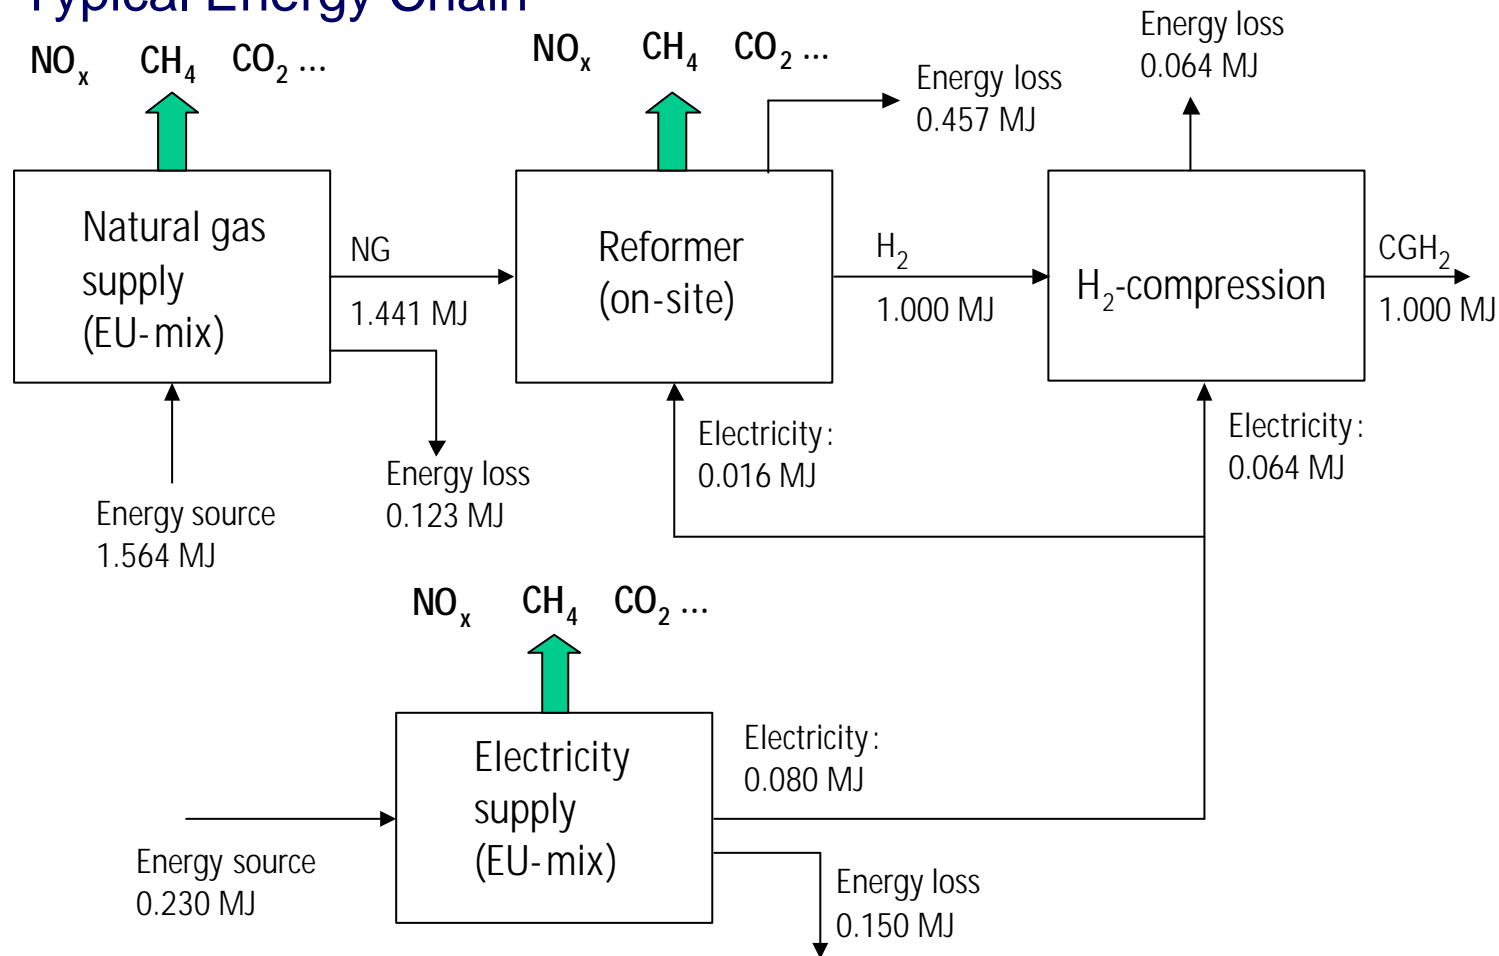 Typical Energy Chain
NOₓ CH₄ CO₂ ...
NOₓ CH₄ CO₂ ...
Energy loss
0.064 MJ
Energy loss
0.457 MJ
Natural gas
supply
(EU-mix)
NG
1.441 MJ
Reformer
(on-site)
H₂
1.000 MJ
H₂-compression
CGH₂
1.000 MJ
Energy source
1.564 MJ
Energy loss
0.123 MJ
Electricity:
0.016 MJ
Electricity:
0.064 MJ
NOₓ CH₄ CO₂ ...
Electricity
supply
(EU-mix)
Electricity:
0.080 MJ
Energy source
0.230 MJ
Energy loss
0.150 MJ